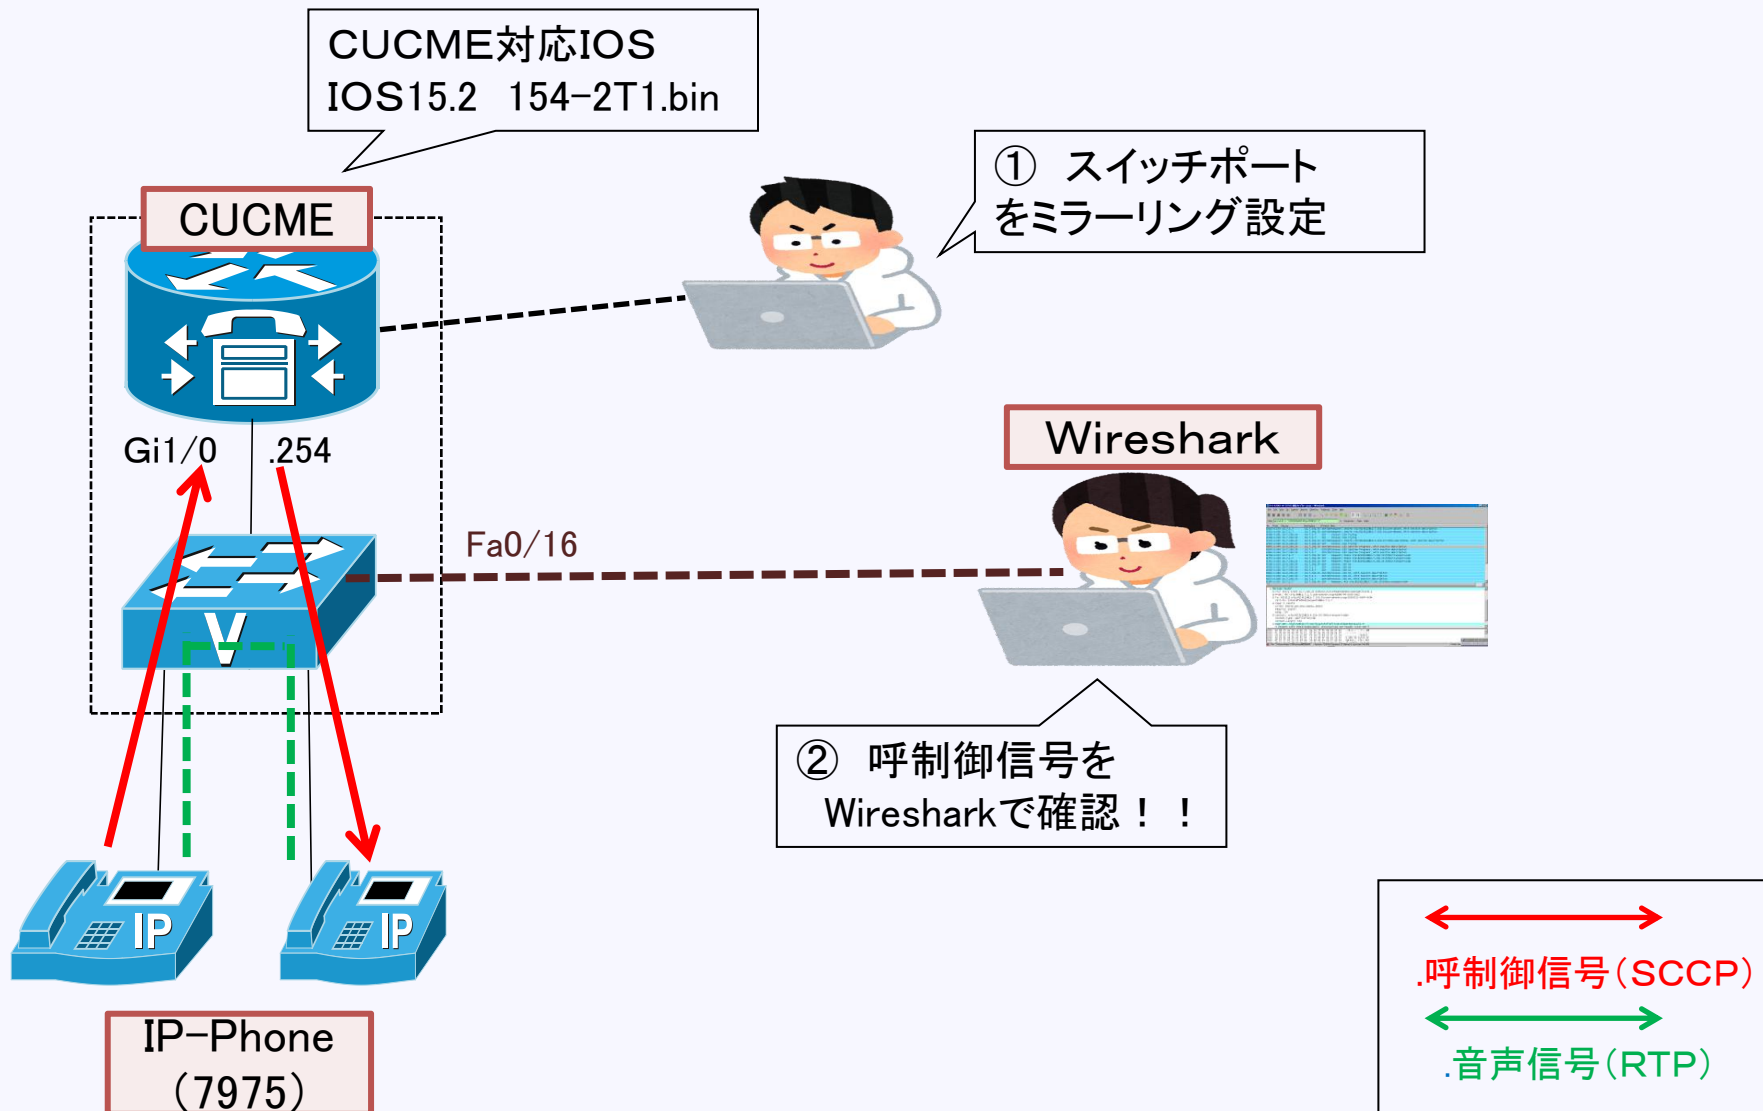 CUCME対応IOS
IOS15.2　154-2T1.bin
①　スイッチポート
をミラーリング設定
CUCME
Gi1/0
.254
Wireshark
Fa0/16
V
②　呼制御信号を
Wiresharkで確認！！
IP
IP
IP-Phone
（7975）
.呼制御信号（SCCP）
.音声信号（RTP）